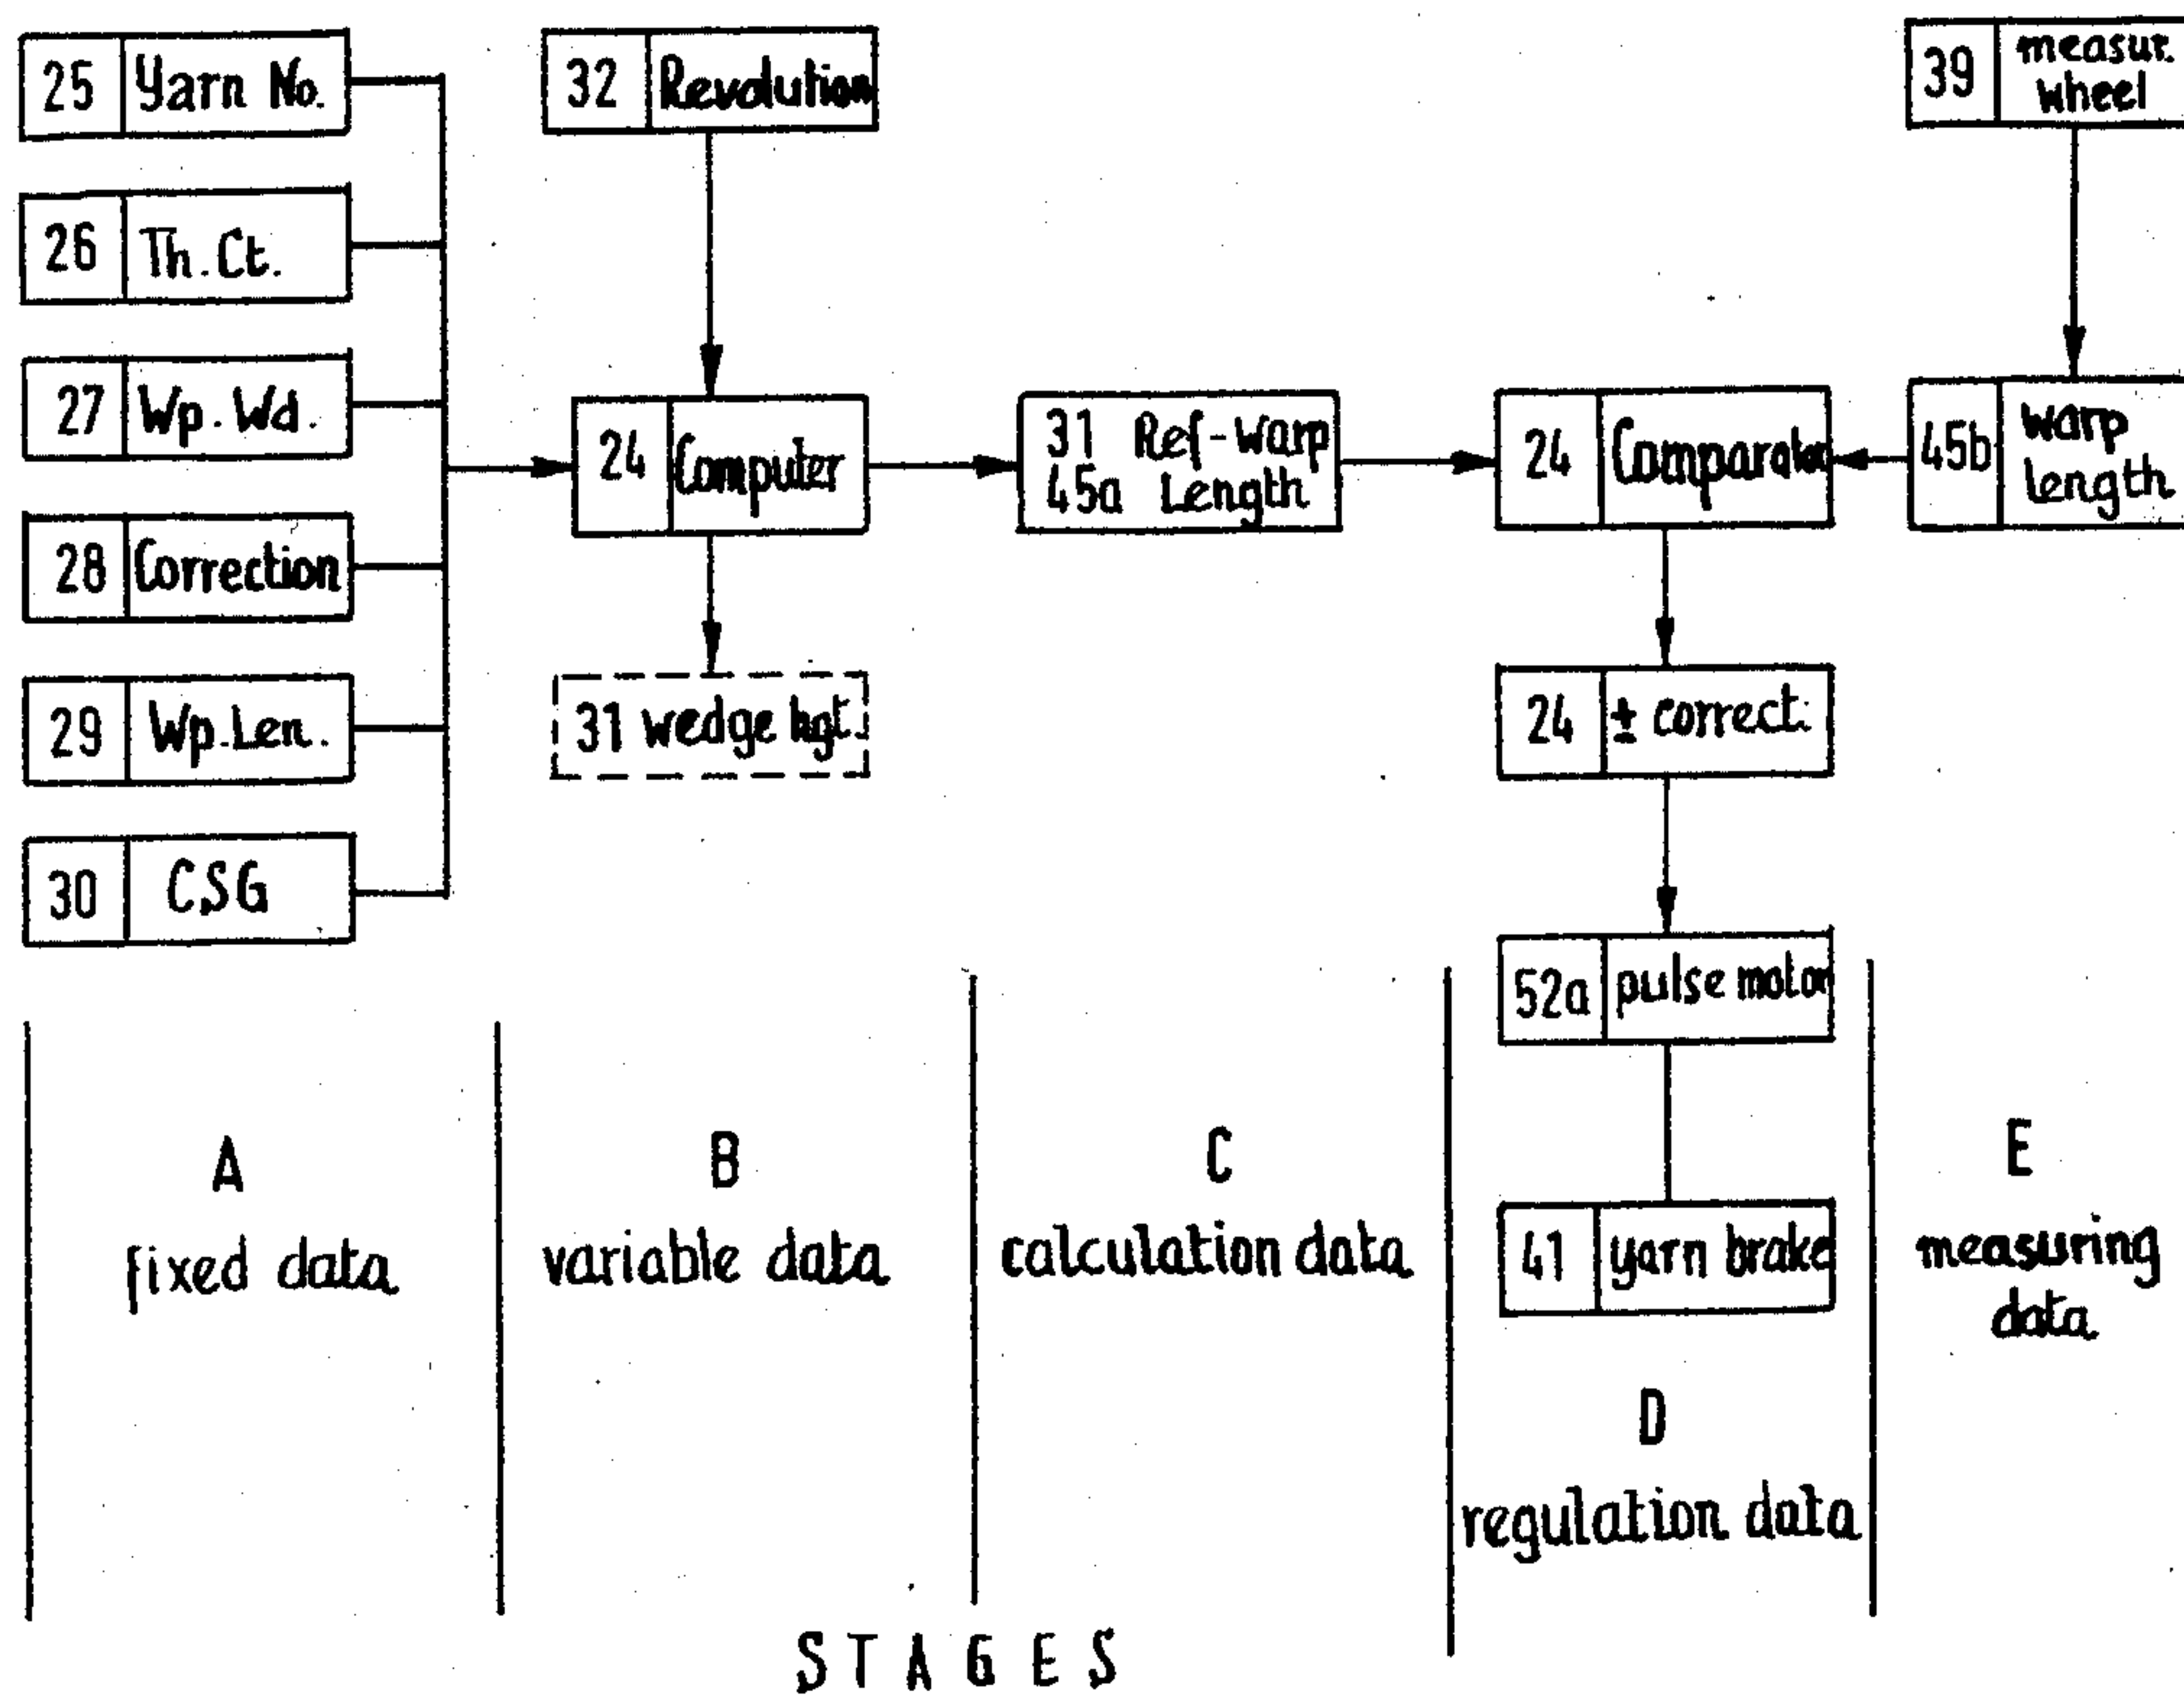 25 Yarn No.
26 Th. Ct.
27 Wp. Wd.
28 Correction
29 Wp. Len.
30 CSG
32 Revolution
24 Computer
31 wedge hgt.
31 Ref-warp
45a Length
24 Comparator
24 ± correct.
52a pulse motor
41 yarn brake
39 measur.
wheel
45b warp
length
A
fixed data
B
variable data
C
calculation data
D
regulation data
E
measuring
data
STAGES